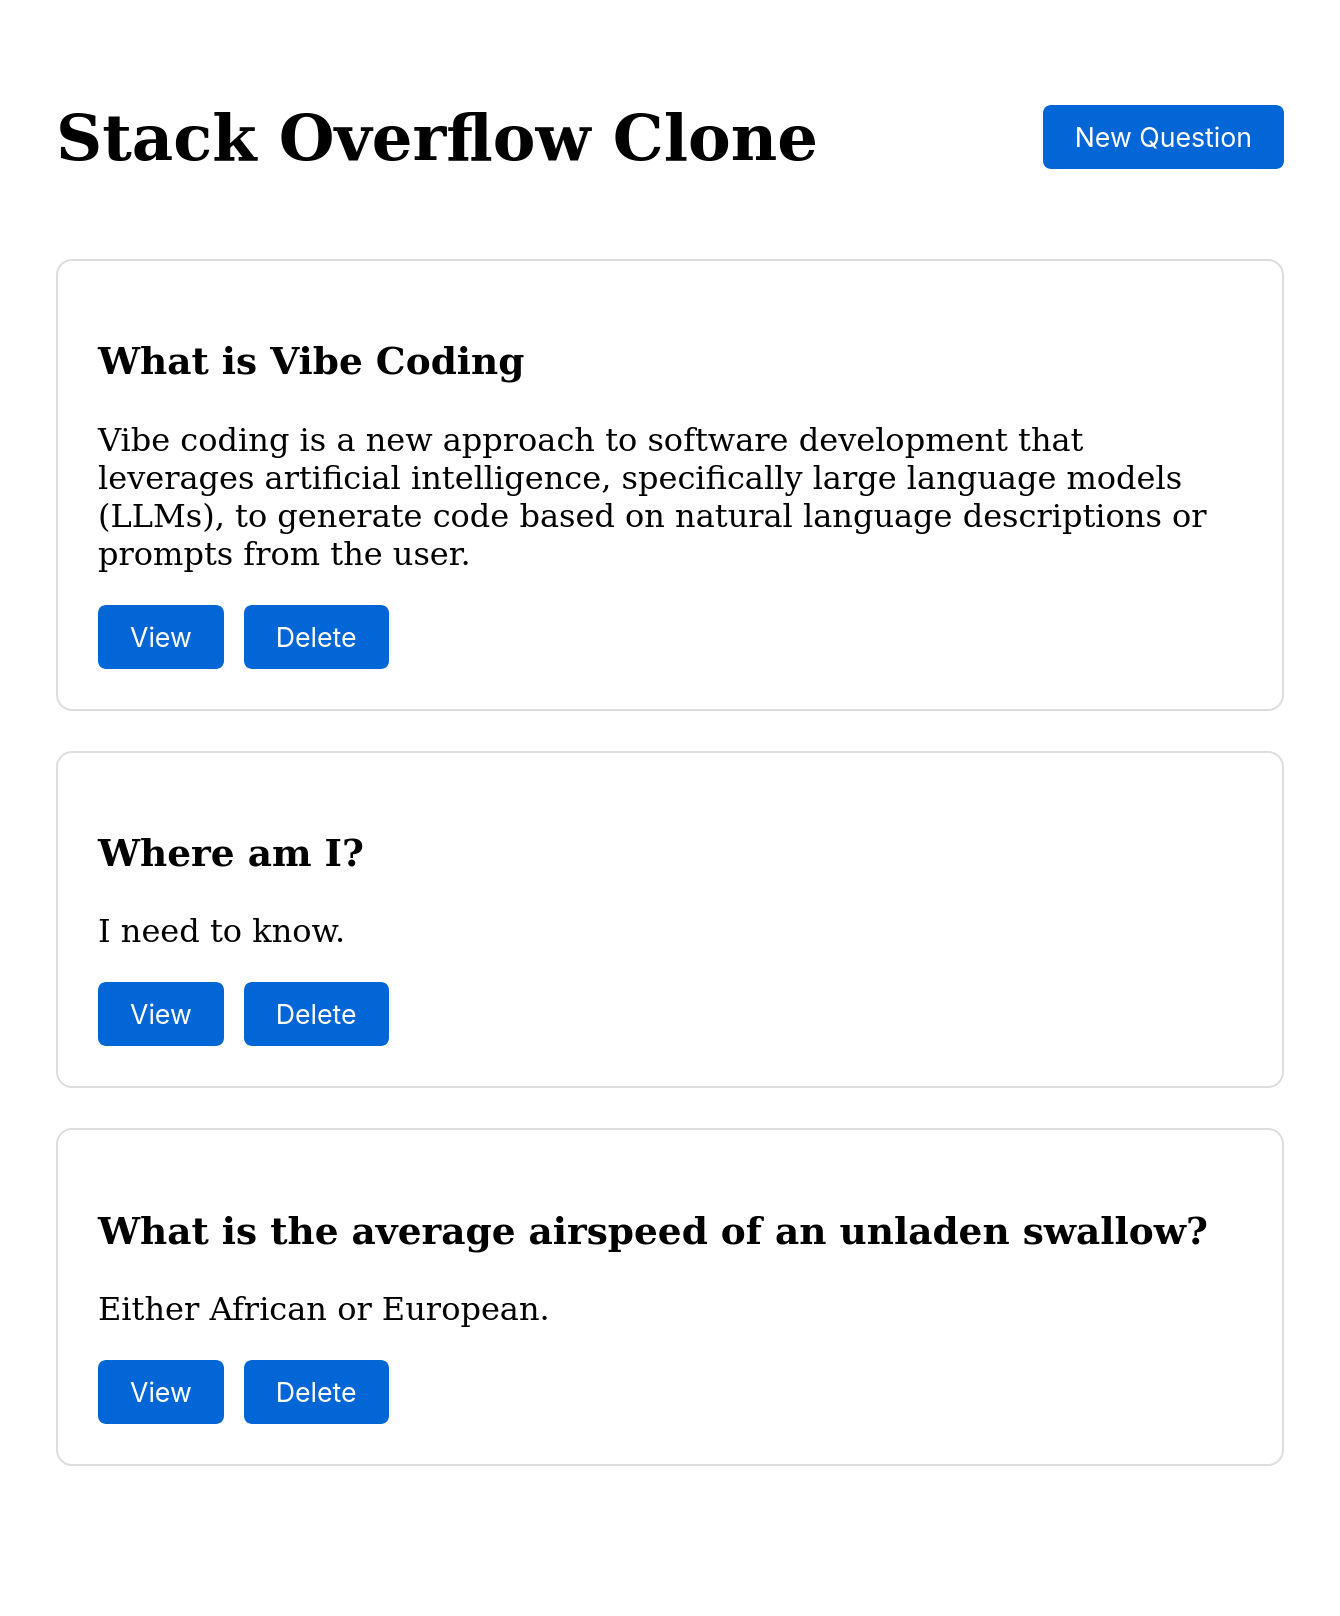 Stack Overflow Clone
New Question
What is Vibe Coding
Vibe coding is a new approach to software development that
leverages artificial intelligence, specifically large language models
(LLMs), to generate code based on natural language descriptions or
prompts from the user.
View Delete
Where am I?
I need to know.
View Delete
What is the average airspeed of an unladen swallow?
Either African or European.
View Delete